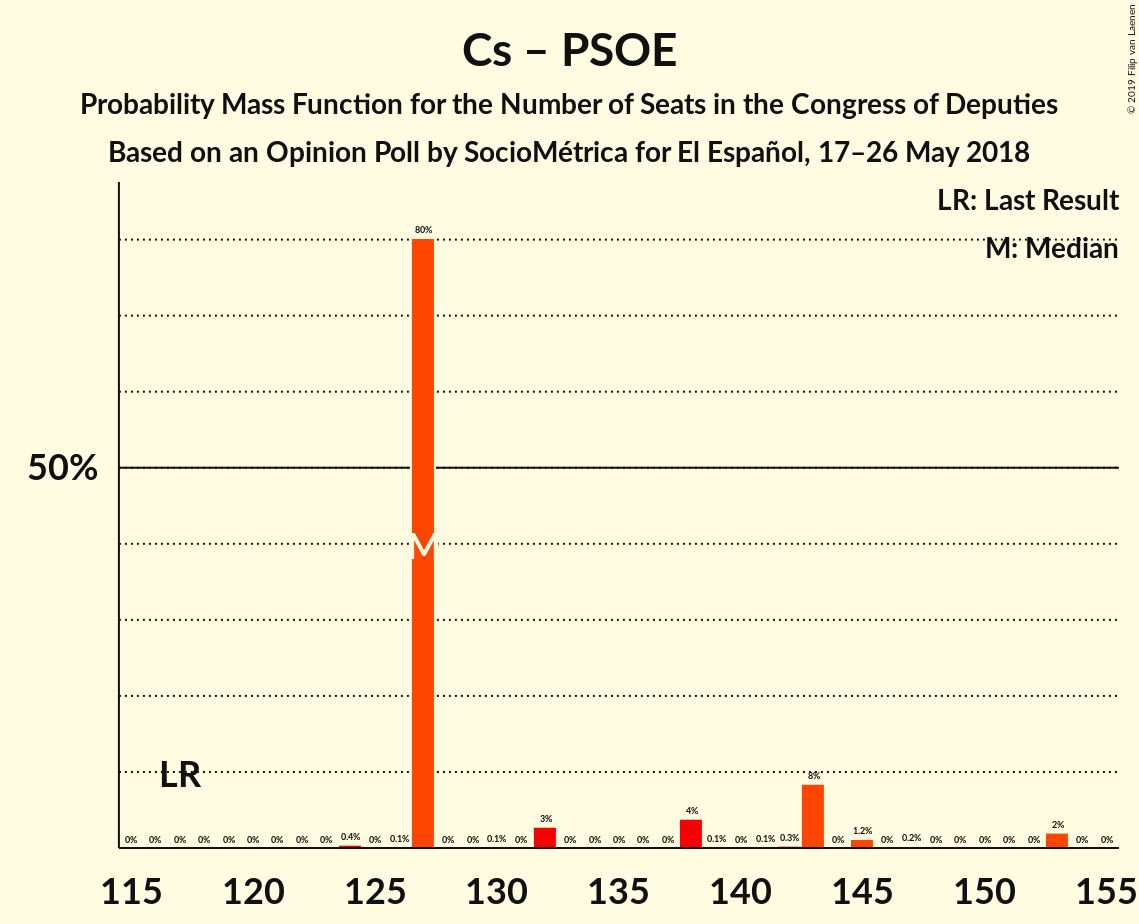 Cs – PSOE
Probability Mass Function for the Number of Seats in the Congress of Deputies
Based on an Opinion Poll by SocioMétrica for El Español, 17–26 May 2018
© 2019 Filip van Laenen
LR: Last Result
M: Median
50%
80%
M
LR
0% 0% 0% 0% 0% 0% 0% 0% 0% 0.4% 0% 0.1% 0% 0% 0.1% 0% 3% 0% 0% 0% 0% 0% 4% 0.1% 0% 0.1% 0.3% 8% 0% 1.2% 0% 0.2% 0% 0% 0% 0% 0% 2% 0% 0%
115 120 125 130 135 140 145 150 155